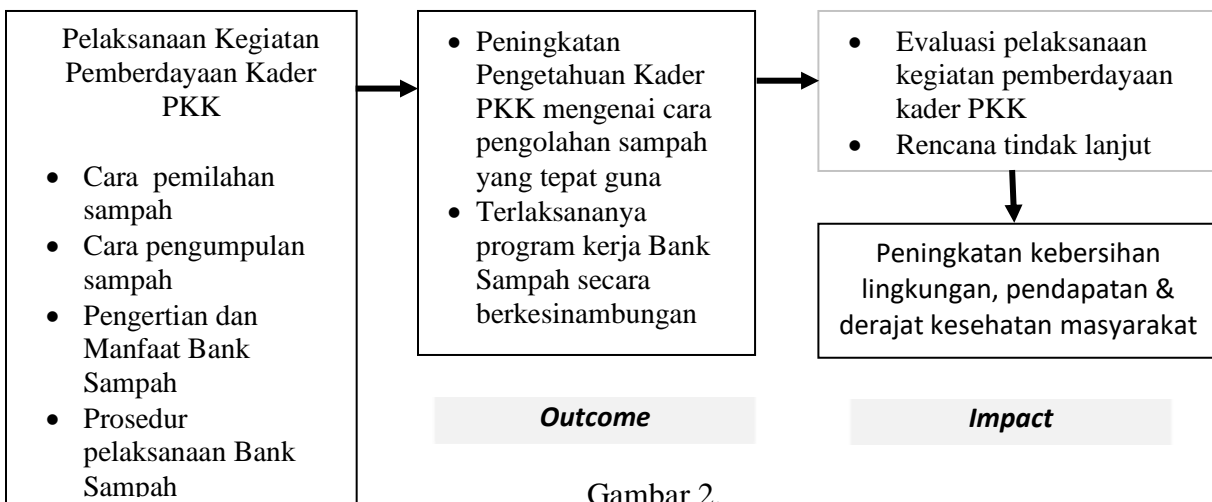 Pelaksanaan Kegiatan
Pemberdayaan Kader
PKK
• Cara pemilahan
sampah
• Cara pengumpulan
sampah
• Pengertian dan
Manfaat Bank
Sampah
• Prosedur
pelaksanaan Bank
Sampah
• Peningkatan
Pengetahuan Kader
PKK mengenai cara
pengolahan sampah
yang tepat guna
• Terlaksananya
program kerja Bank
Sampah secara
berkesinambungan
Outcome
• Evaluasi pelaksanaan
kegiatan pemberdayaan
kader PKK
• Rencana tindak lanjut
Peningkatan kebersihan
lingkungan, pendapatan &
derajat kesehatan masyarakat
Impact
Gambar 2.